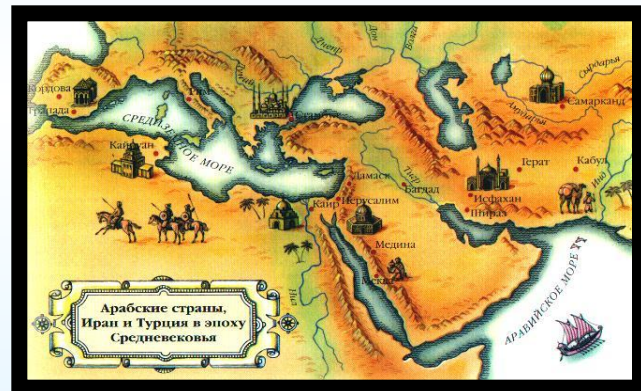 Днепр
Дон
Волга
Сырдарья
Кордова
Гранада
Рим
Самарканд
Амударья
СРЕДИЗЕМНОЕ МОРЕ
Кайруан
Герат
Кабул
Инд
Дамаск
Тигр
Багдад
Каир
Иерусалим
Исфахан
Шираз
Медина
Мекка
Нил
АРАВИЙСКОЕ МОРЕ
Арабские страны,
Иран и Турция в эпоху
Средневековья